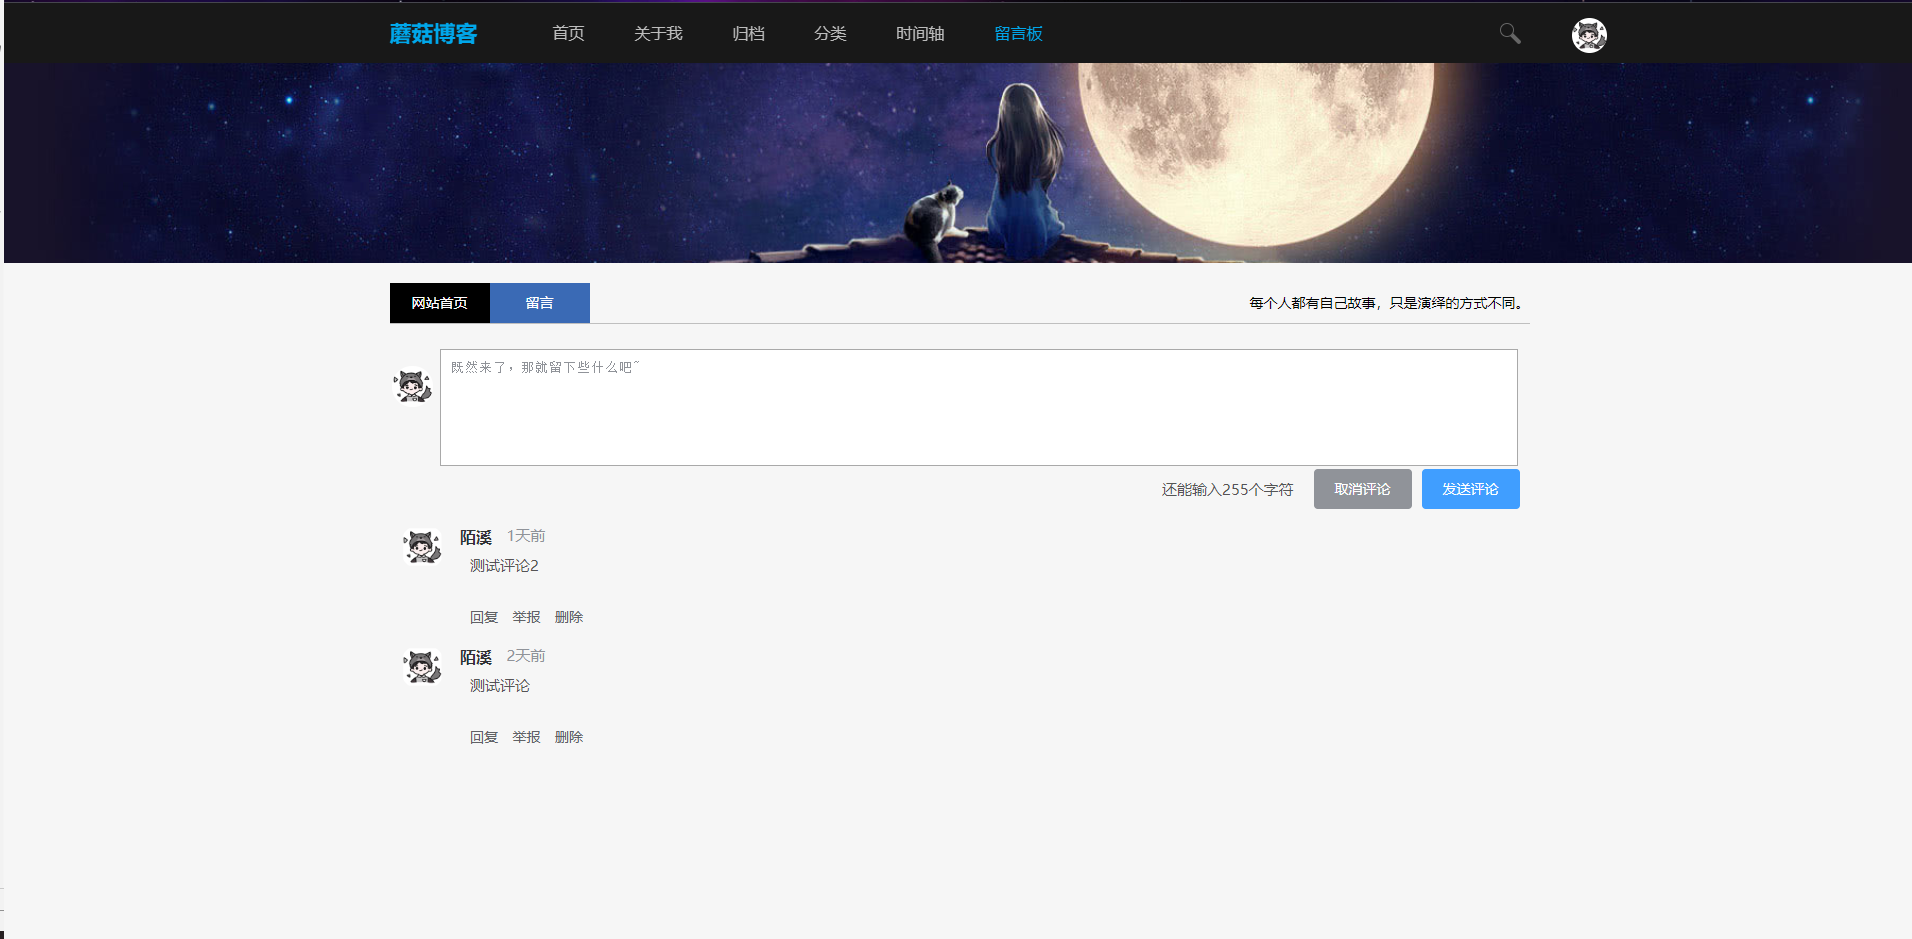 蘑菇博客 首页 关于我 归档 分类 时间轴 留言板
网站首页 留言 每个人都有自己故事，只是演绎的方式不同。
既然来了，那就留下些什么吧~
还能输入255个字符 取消评论 发送评论
陌溪 1天前
测试评论2
回复 举报 删除
陌溪 2天前
测试评论
回复 举报 删除